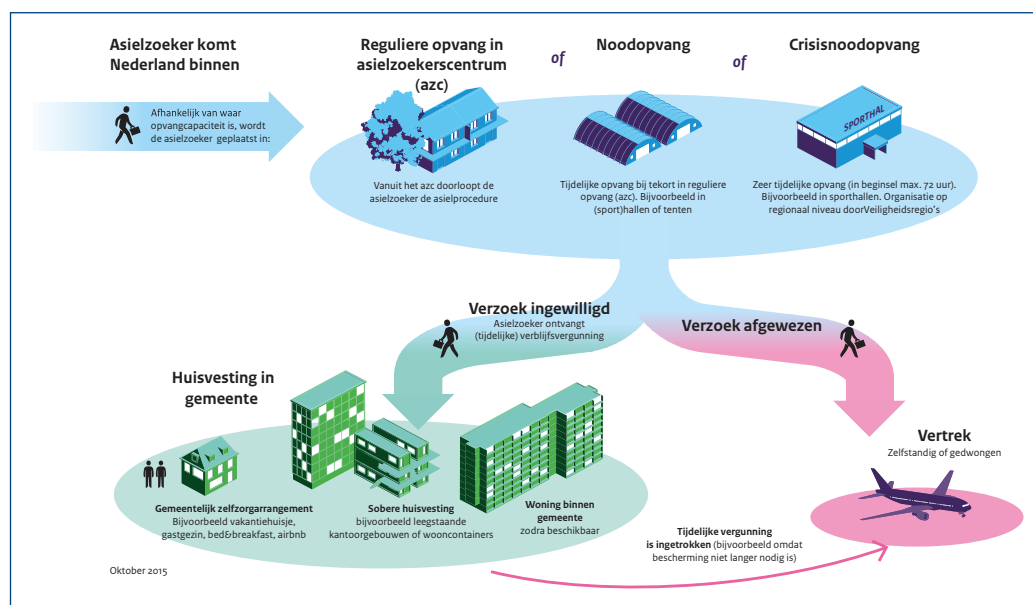 Asielzoeker komt
Nederland binnen
Afhankelijk van waar
opvangcapaciteit is, wordt
de asielzoeker geplaatst in:
Reguliere opvang in
asielzoekerscentrum
(azc)
of
Noodopvang
of
Crisisnoodopvang
SPORTHAL
Vanuit het azc doorloopt de
asielzoeker de asielprocedure
Tijdelijke opvang bij tekort in reguliere
opvang (azc). Bijvoorbeeld in
(sport)hallen of tenten
Zeer tijdelijke opvang (in beginsel max. 72 uur).
Bijvoorbeeld in sporthallen. Organisatie op
regionaal niveau doorVeiligheidsregio's
Verzoek ingewilligd
Asielzoeker ontvangt
(tijdelijke) verblijfsvergunning
Verzoek afgewezen
Huisvesting in
gemeente
Gemeentelijk zelfzorgarrangement
Bijvoorbeeld vakantiehuisje,
gastgezin, bed&breakfast, airbnb
Sobere huisvesting
bijvoorbeeld leegstaande
kantoorgebouwen of wooncontainers
Woning binnen
gemeente
zodra beschikbaar
Vertrek
Zelfstandig of gedwongen
Tijdelijke vergunning
is ingetrokken (bijvoorbeeld omdat
bescherming niet langer nodig is)
Oktober 2015